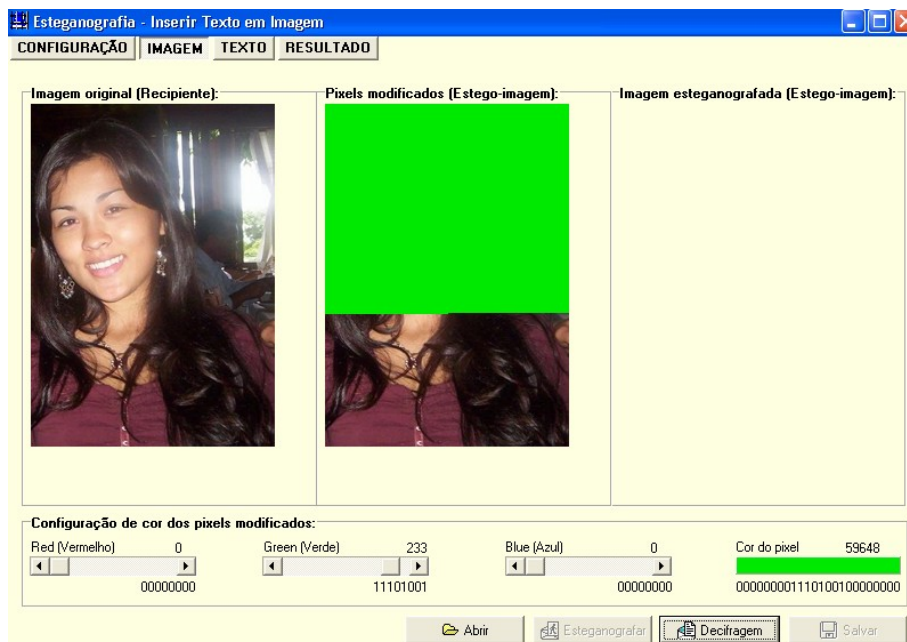 Esteganografia - Inserir Texto em Imagem
CONFIGURAÇÃO IMAGEM TEXTO RESULTADO
Imagem original (Recipiente): Pixels modificados (Estego-imagem): Imagem esteganografada (Estego-imagem):
Configuração de cor dos pixels modificados:
Red (Vermelho) 0 Green (Verde) 233 Blue (Azul) 0 Cor do pixel 59648
00000000 11101001 00000000 000000001110100100000000
Abrir Esteganografar Decifragem Salvar